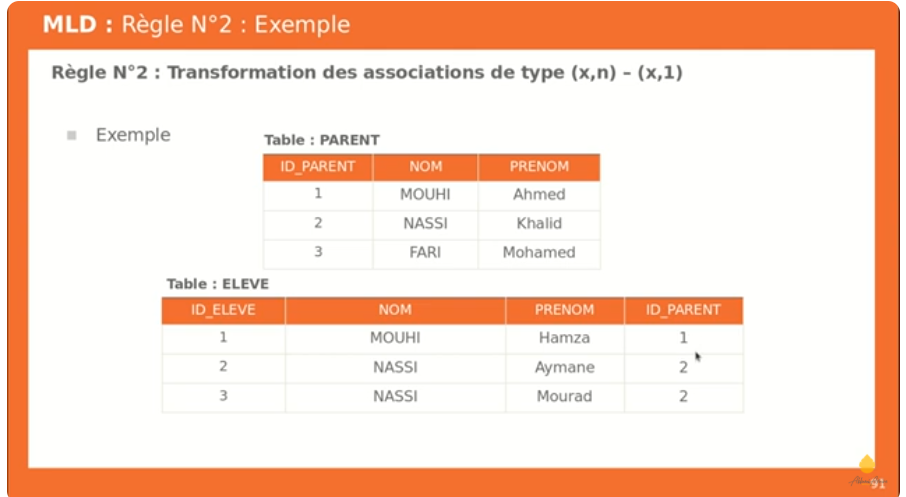 MLD : Règle N°2 : Exemple
Règle N°2 : Transformation des associations de type (x,n) – (x,1)
Exemple
Table : PARENT
ID_PARENT NOM PRENOM
1 MOUHI Ahmed
2 NASSI Khalid
3 FARI Mohamed
Table : ELEVE
ID_ELEVE NOM PRENOM ID_PARENT
1 MOUHI Hamza 1
2 NASSI Aymane 2
3 NASSI Mourad 2
91